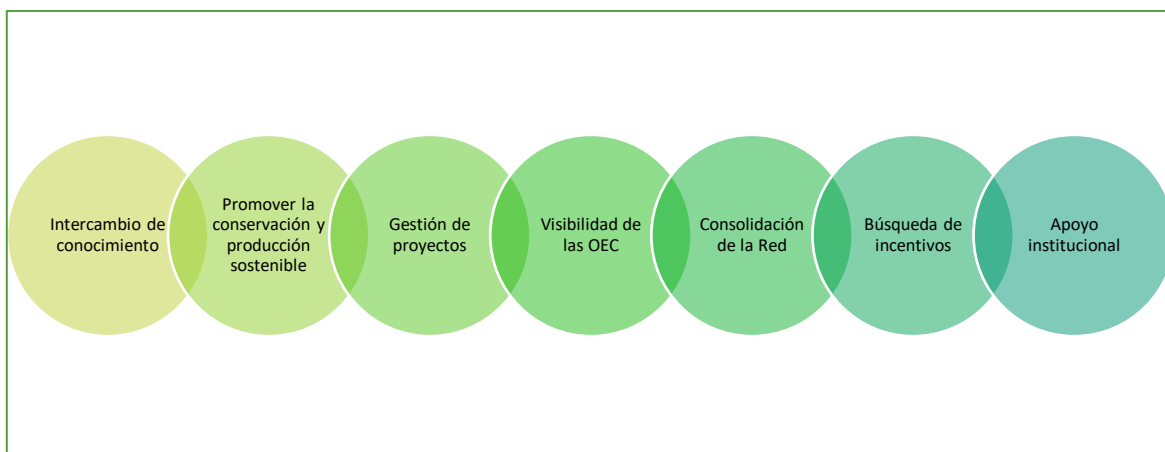 Intercambio de
conocimiento
Promover la
conservación y
producción
sostenible
Gestión de
proyectos
Visibilidad de
las OEC
Consolidación
de la Red
Búsqueda de
incentivos
Apoyo
institucional